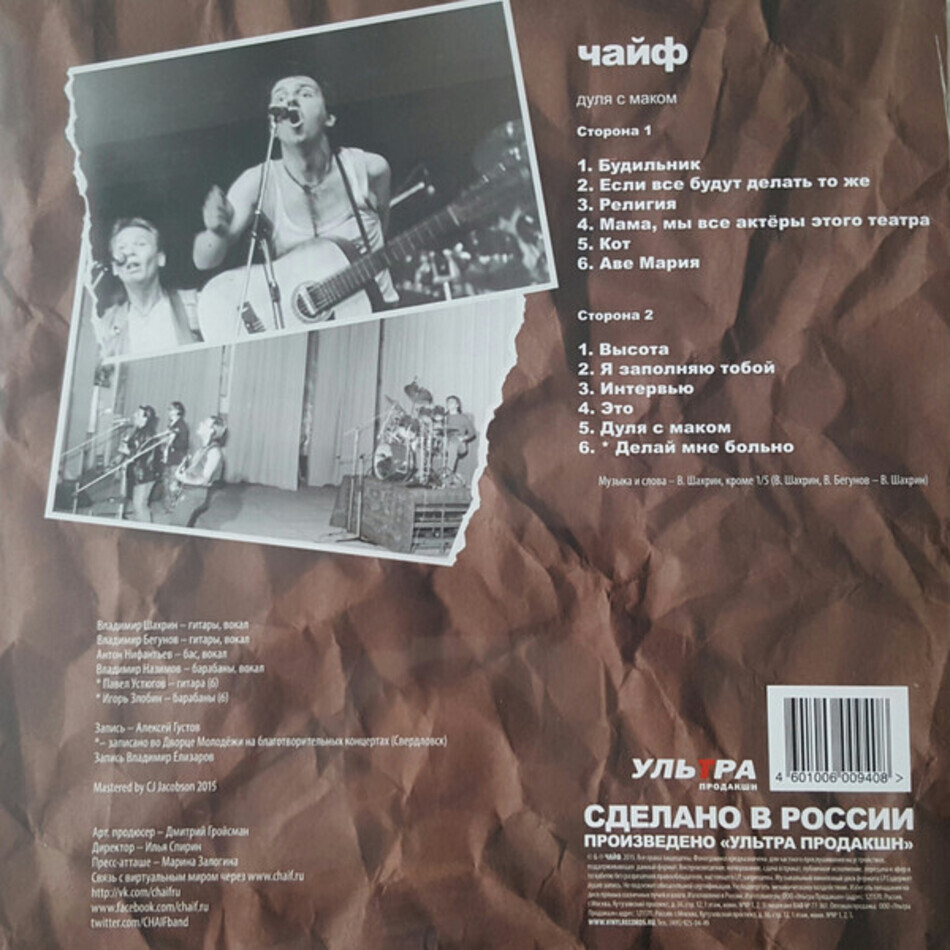 чайф
дуля с маком
Сторона 1
1. Будильник
2. Если все будут делать то же
3. Религия
4. Мама, мы все актёры этого театра
5. Кот
6. Аве Мария
Сторона 2
1. Высота
2. Я заполняю тобой
3. Интервью
4. Это
5. Дуля с маком
6. * Делай мне больно
Музыка и слова – В. Шахрин, кроме 1/5 (В. Шахрин, В. Бегунов – В. Шахрин)
Владимир Шахрин – гитары, вокал
Владимир Бегунов – гитары, вокал
Антон Нифантьев – бас, вокал
Владимир Назимов – барабаны, вокал
* Павел Устюгов – гитара (6)
* Игорь Злобин – барабаны (6)
Запись – Алексей Густов
*– записано во Дворце Молодёжи на благотворительных концертах (Свердловск)
Запись Владимир Елизаров
Mastered by CJ Jacobson 2015
Арт. продюсер – Дмитрий Гройсман
Директор – Илья Спирин
Пресс-атташе – Марина Залогина
Связь с виртуальным миром через www.chaif.ru
http://vk.com/chaifru
www.facebook.com/chaif.ru
twitter.com/CHAIFband
УЛЬТРА
ПРОДАКШН
4 601006 009408 >
СДЕЛАНО В РОССИИ
ПРОИЗВЕДЕНО «УЛЬТРА ПРОДАКШН»